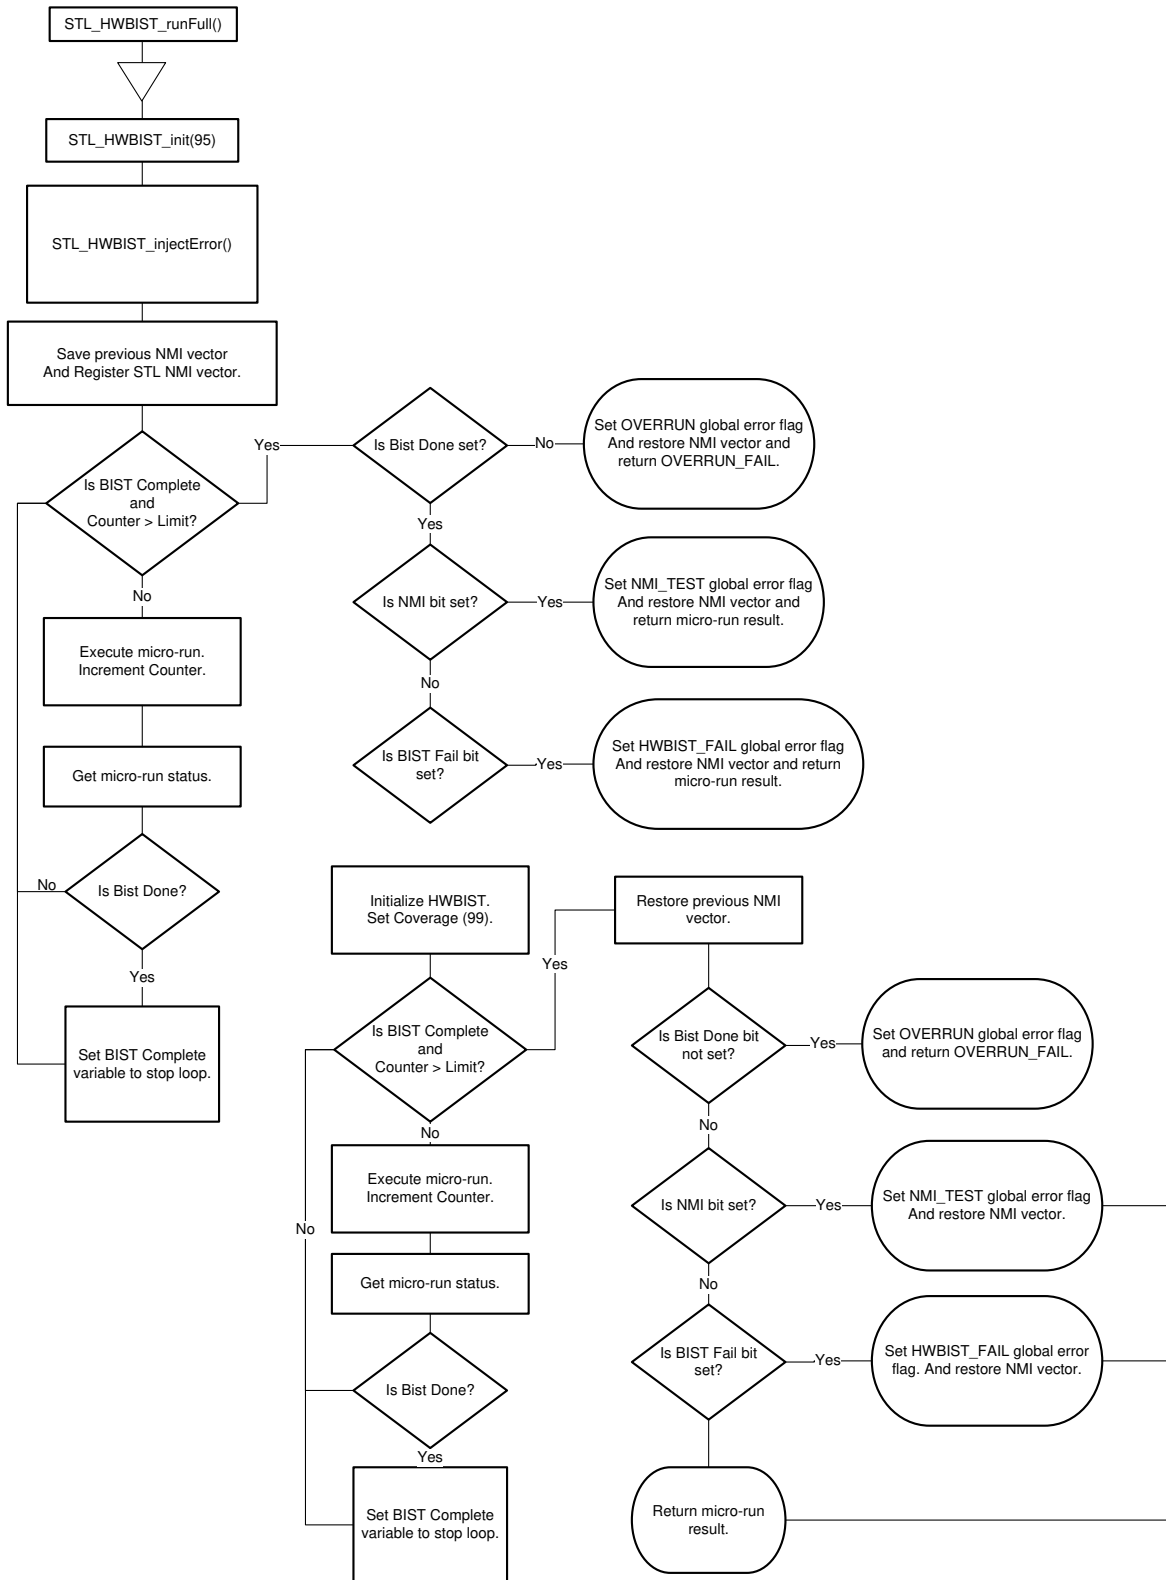 STL_HWBIST_runFull()
STL_HWBIST_init(95)
STL_HWBIST_injectError()
Save previous NMI vector
And Register STL NMI vector.
Is BIST Complete
and
Counter > Limit?
Yes
No
Execute micro-run.
Increment Counter.
Get micro-run status.
Is Bist Done?
No
Yes
Set BIST Complete
variable to stop loop.
Is Bist Done set?
No
Set OVERRUN global error flag
And restore NMI vector and
return OVERRUN_FAIL.
Yes
Is NMI bit set?
Yes
Set NMI_TEST global error flag
And restore NMI vector and
return micro-run result.
No
Is BIST Fail bit
set?
Yes
Set HWBIST_FAIL global error flag
And restore NMI vector and return
micro-run result.
Initialize HWBIST.
Set Coverage (99).
Is BIST Complete
and
Counter > Limit?
Yes
No
Execute micro-run.
Increment Counter.
No
Get micro-run status.
Is Bist Done?
Yes
Set BIST Complete
variable to stop loop.
Restore previous NMI
vector.
Is Bist Done bit
not set?
Yes
Set OVERRUN global error flag
and return OVERRUN_FAIL.
No
Is NMI bit set?
Yes
Set NMI_TEST global error flag
And restore NMI vector.
No
Is BIST Fail bit
set?
Yes
Set HWBIST_FAIL global error
flag. And restore NMI vector.
Return micro-run
result.